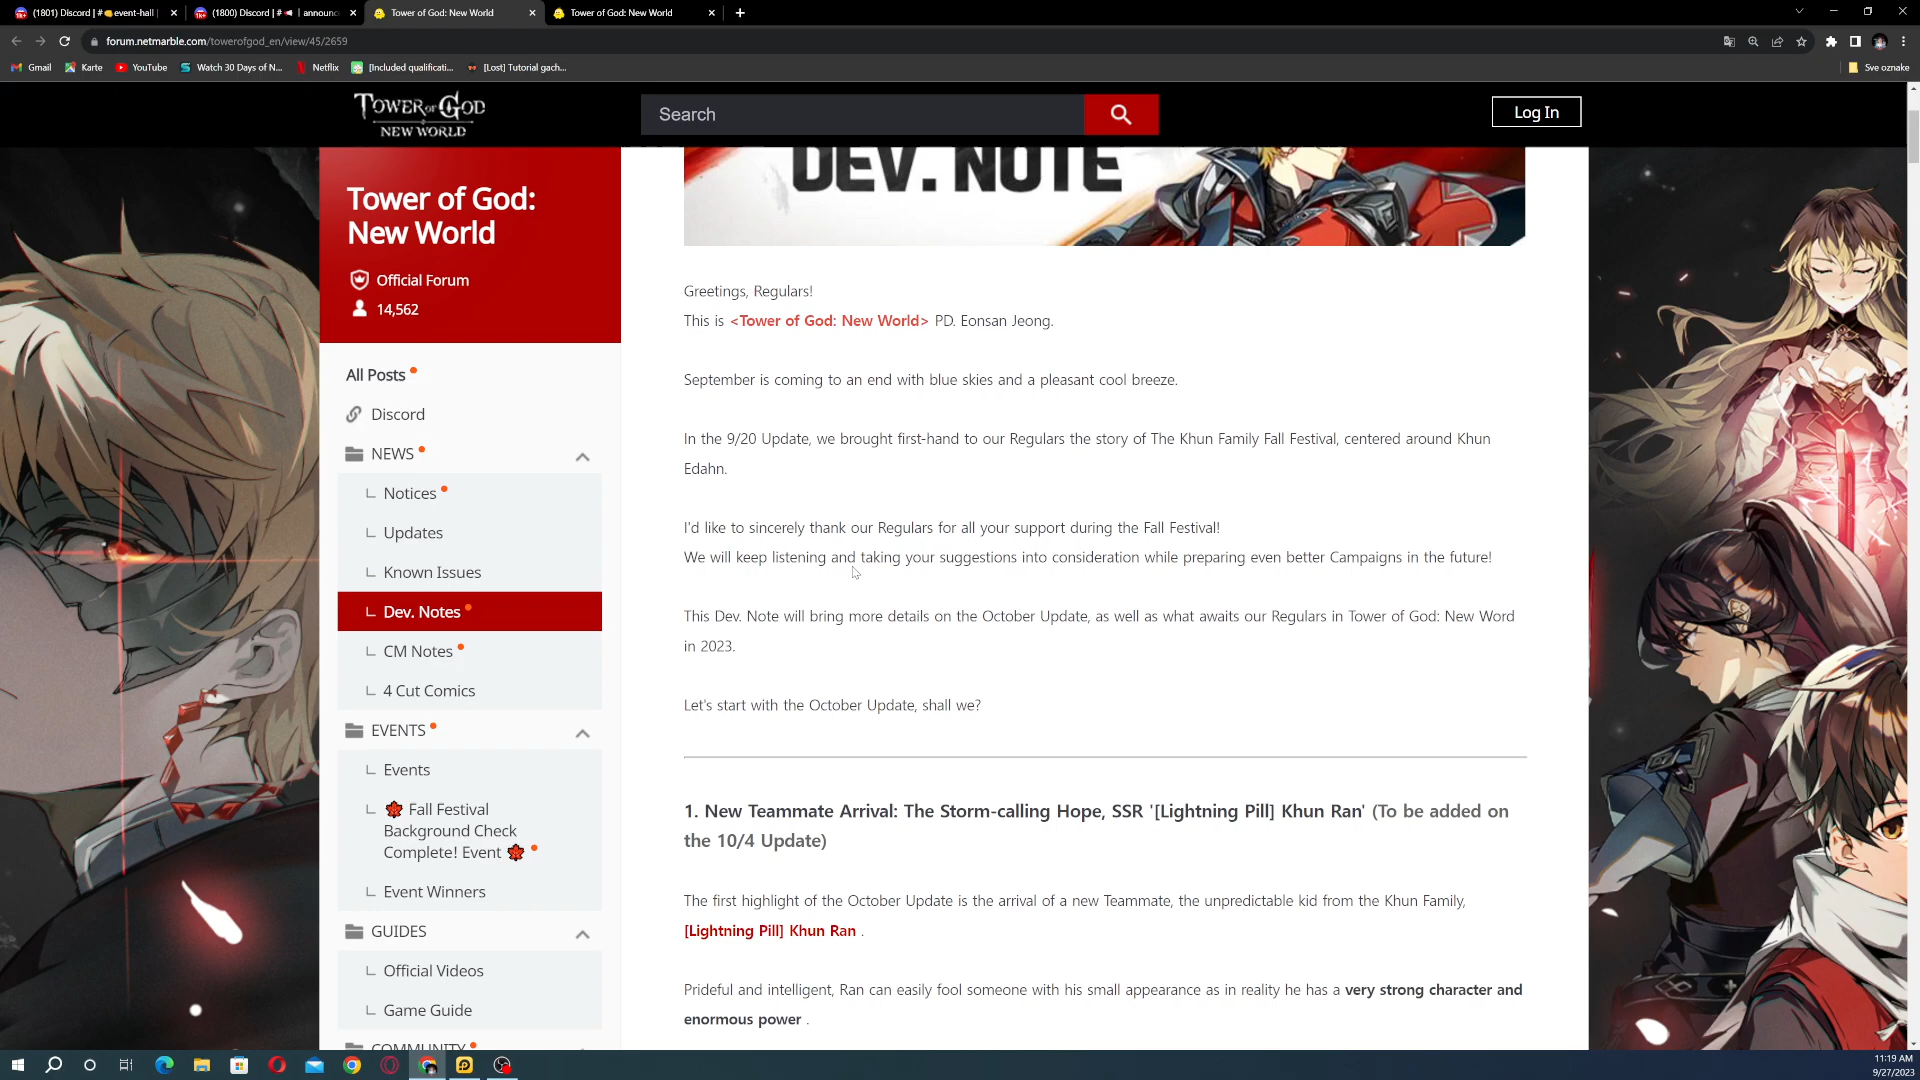 (1801) Discord | # event-hall |
(1800) Discord | # | announc
Tower of God: New World
Tower of God: New World
forum.netmarble.com/towerofgod_en/view/45/2659
Gmail
Karte
YouTube
Watch 30 Days of N...
Netflix
[Included qualificati...
[Lost] Tutorial gach...
Sve oznake
TOWER OF GOD
NEW WORLD
Search
Log In
DEV. NOTE
Tower of God:
New World
Official Forum
14,562
All Posts
Discord
NEWS
Notices
Updates
Known Issues
Dev. Notes
CM Notes
4 Cut Comics
EVENTS
Events
Fall Festival
Background Check
Complete! Event
Event Winners
GUIDES
Official Videos
Game Guide
COMMUNITY
Greetings, Regulars!
This is <Tower of God: New World> PD. Eonsan Jeong.
September is coming to an end with blue skies and a pleasant cool breeze.
In the 9/20 Update, we brought first-hand to our Regulars the story of The Khun Family Fall Festival, centered around Khun
Edahn.
I'd like to sincerely thank our Regulars for all your support during the Fall Festival!
We will keep listening and taking your suggestions into consideration while preparing even better Campaigns in the future!
This Dev. Note will bring more details on the October Update, as well as what awaits our Regulars in Tower of God: New Word
in 2023.
Let's start with the October Update, shall we?
1. New Teammate Arrival: The Storm-calling Hope, SSR '[Lightning Pill] Khun Ran' (To be added on
the 10/4 Update)
The first highlight of the October Update is the arrival of a new Teammate, the unpredictable kid from the Khun Family,
[Lightning Pill] Khun Ran .
Prideful and intelligent, Ran can easily fool someone with his small appearance as in reality he has a very strong character and
enormous power .
11:19 AM
9/27/2023